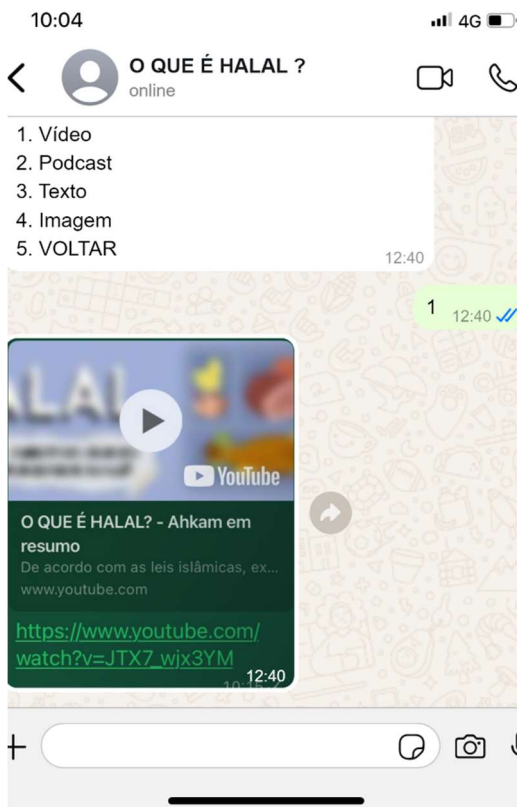 10:04
4G
O QUE É HALAL ?
online
1. Vídeo
2. Podcast
3. Texto
4. Imagem
5. VOLTAR
12:40
1
12:40
YouTube
O QUE É HALAL? - Ahkam em
resumo
De acordo com as leis islâmicas, ex...
www.youtube.com
https://www.youtube.com/
watch?v=JTX7_wjx3YM
12:40